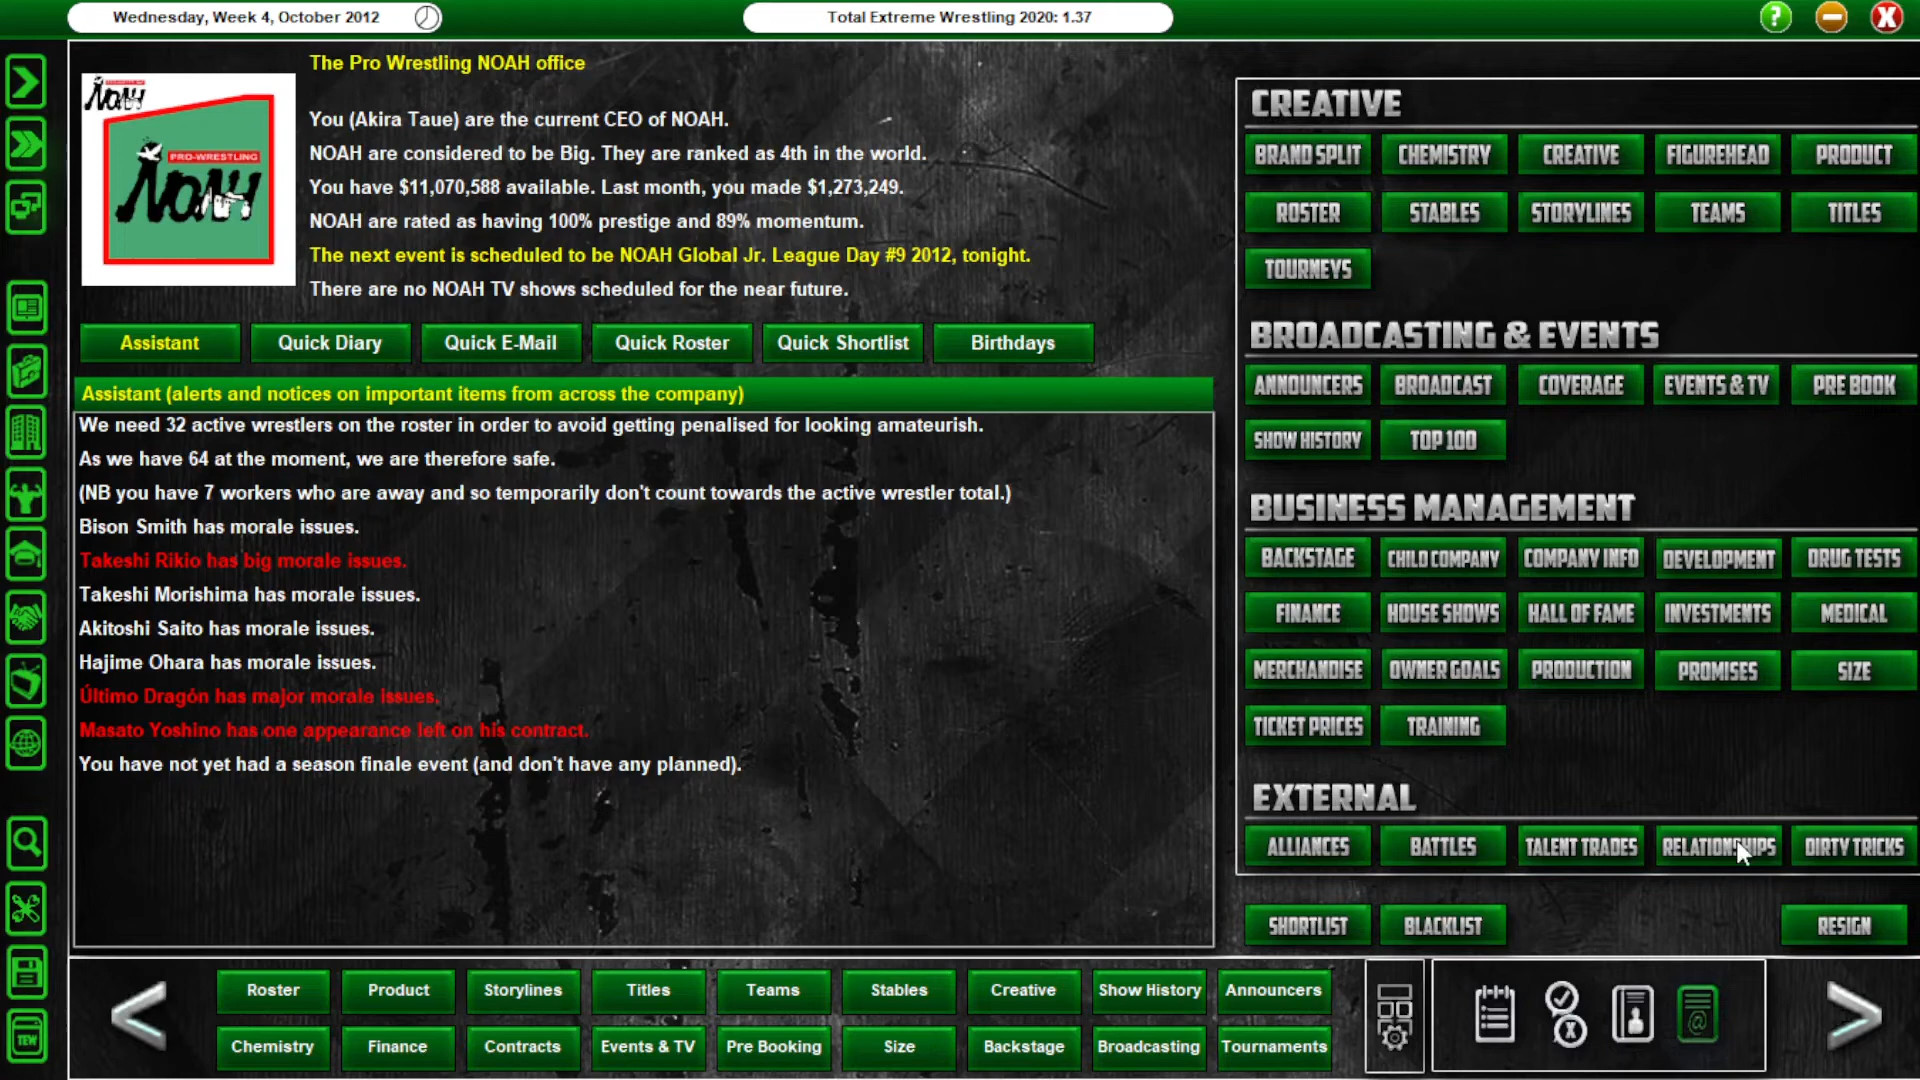 Wednesday, Week 4, October 2012
Total Extreme Wrestling 2020: 1.37
?
X
NOAH
PRO-WRESTLING
NOAH
The Pro Wrestling NOAH office
You (Akira Taue) are the current CEO of NOAH.
NOAH are considered to be Big. They are ranked as 4th in the world.
You have $11,070,588 available. Last month, you made $1,273,249.
NOAH are rated as having 100% prestige and 89% momentum.
The next event is scheduled to be NOAH Global Jr. League Day #9 2012, tonight.
There are no NOAH TV shows scheduled for the near future.
Assistant Quick Diary Quick E-Mail Quick Roster Quick Shortlist Birthdays
Assistant (alerts and notices on important items from across the company)
We need 32 active wrestlers on the roster in order to avoid getting penalised for looking amateurish.
As we have 64 at the moment, we are therefore safe.
(NB you have 7 workers who are away and so temporarily don't count towards the active wrestler total.)
Bison Smith has morale issues.
Takeshi Rikio has big morale issues.
Takeshi Morishima has morale issues.
Akitoshi Saito has morale issues.
Hajime Ohara has morale issues.
Último Dragón has major morale issues.
Masato Yoshino has one appearance left on his contract.
You have not yet had a season finale event (and don't have any planned).
CREATIVE
BRAND SPLIT CHEMISTRY CREATIVE FIGUREHEAD PRODUCT
ROSTER STABLES STORYLINES TEAMS TITLES
TOURNEYS
BROADCASTING & EVENTS
ANNOUNCERS BROADCAST COVERAGE EVENTS & TV PRE BOOK
SHOW HISTORY TOP 100
BUSINESS MANAGEMENT
BACKSTAGE CHILD COMPANY COMPANY INFO DEVELOPMENT DRUG TESTS
FINANCE HOUSE SHOWS HALL OF FAME INVESTMENTS MEDICAL
MERCHANDISE OWNER GOALS PRODUCTION PROMISES SIZE
TICKET PRICES TRAINING
EXTERNAL
ALLIANCES BATTLES TALENT TRADES RELATIONSHIPS DIRTY TRICKS
SHORTLIST BLACKLIST RESIGN
Roster Product Storylines Titles Teams Stables Creative Show History Announcers
Chemistry Finance Contracts Events & TV Pre Booking Size Backstage Broadcasting Tournaments
TEW
@